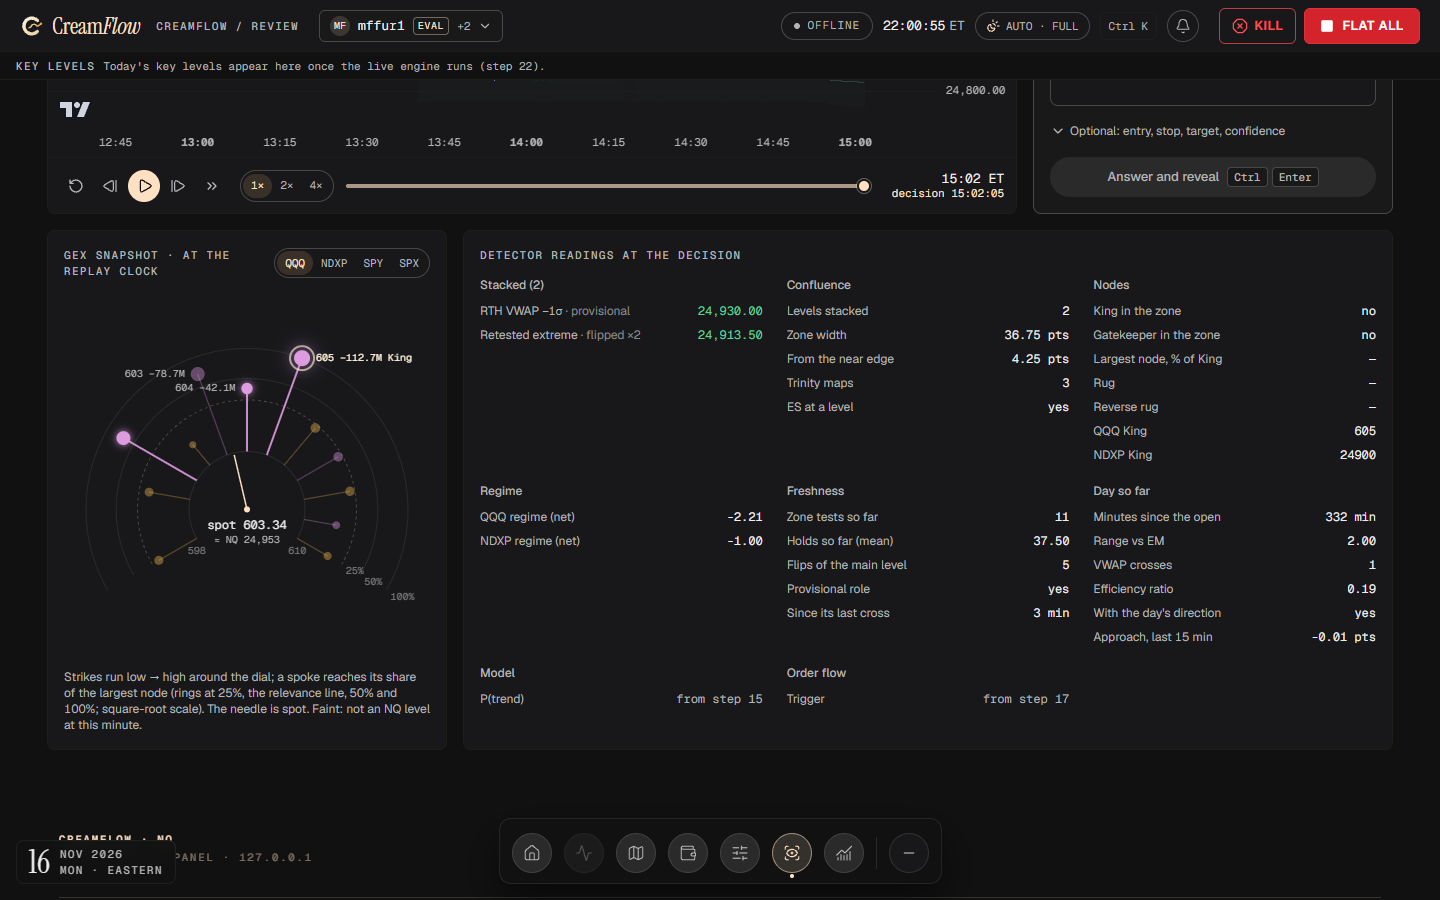 CreamFlow CREAMFLOW / REVIEW MF mffur1 EVAL +2 OFFLINE 22:00:55 ET AUTO · FULL Ctrl K KILL FLAT ALL
KEY LEVELS Today's key levels appear here once the live engine runs (step 22).
24,800.00
12:45 13:00 13:15 13:30 13:45 14:00 14:15 14:30 14:45 15:00
Optional: entry, stop, target, confidence
Answer and reveal Ctrl Enter
1× 2× 4×
15:02 ET
decision 15:02:05
GEX SNAPSHOT · AT THE
REPLAY CLOCK
QQQ NDXP SPY SPX
605 −112.7M King
603 −78.7M
604 −42.1M
spot 603.34
≈ NQ 24,953
598 610
25%
50%
100%
Strikes run low → high around the dial; a spoke reaches its share
of the largest node (rings at 25%, the relevance line, 50% and
100%; square-root scale). The needle is spot. Faint: not an NQ level
at this minute.
DETECTOR READINGS AT THE DECISION
Stacked (2)
RTH VWAP −1σ · provisional 24,930.00
Retested extreme · flipped ×2 24,913.50
Confluence
Levels stacked 2
Zone width 36.75 pts
From the near edge 4.25 pts
Trinity maps 3
ES at a level yes
Nodes
King in the zone no
Gatekeeper in the zone no
Largest node, % of King –
Rug –
Reverse rug –
QQQ King 605
NDXP King 24900
Regime
QQQ regime (net) -2.21
NDXP regime (net) -1.00
Freshness
Zone tests so far 11
Holds so far (mean) 37.50
Flips of the main level 5
Provisional role yes
Since its last cross 3 min
Day so far
Minutes since the open 332 min
Range vs EM 2.00
VWAP crosses 1
Efficiency ratio 0.19
With the day's direction yes
Approach, last 15 min -0.01 pts
Model
P(trend) from step 15
Order flow
Trigger from step 17
CREAMFLOW · NQ
PANEL · 127.0.0.1
16 NOV 2026
MON · EASTERN